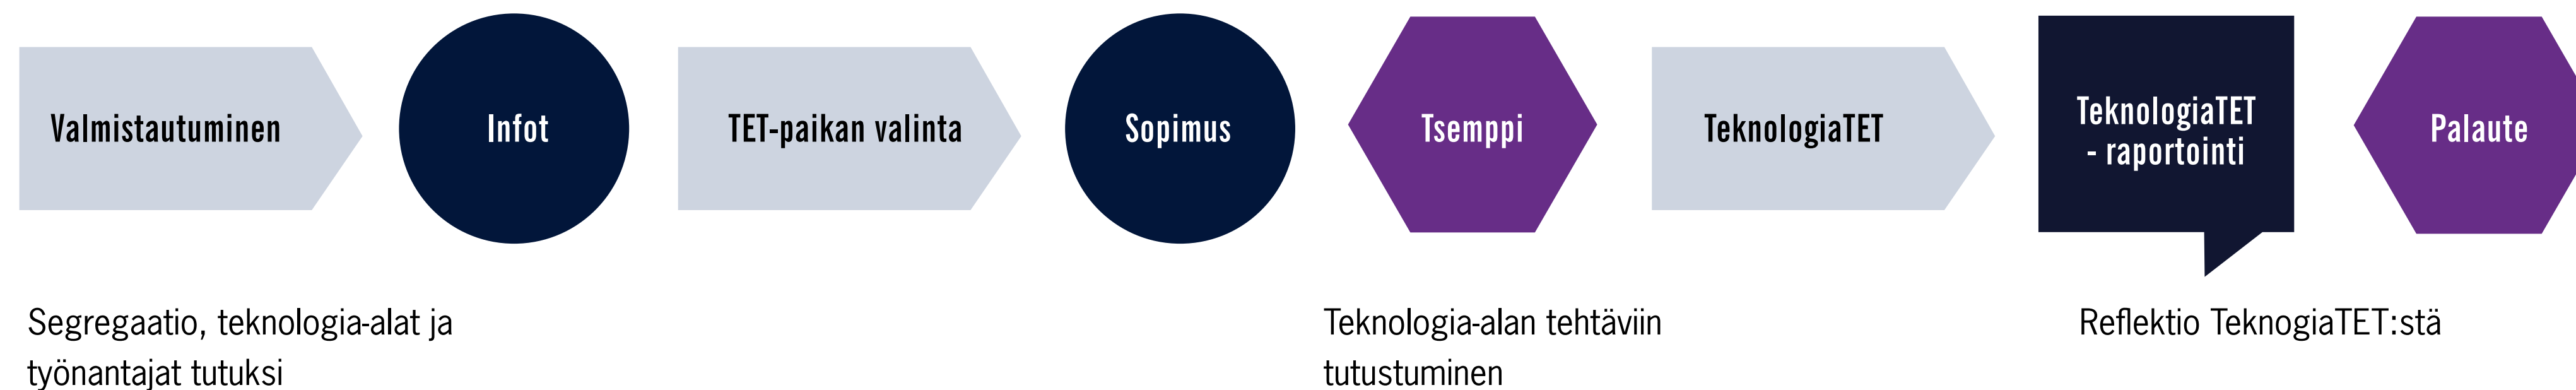 Valmistautuminen
Infot
TET-paikan valinta
Sopimus
Tsemppi
TeknologiaTET
TeknologiaTET
- raportointi
Palaute
Segregaatio, teknologia-alat ja
työnantajat tutuksi
Teknologia-alan tehtäviin
tutustuminen
Reflektio TeknogiaTET:stä